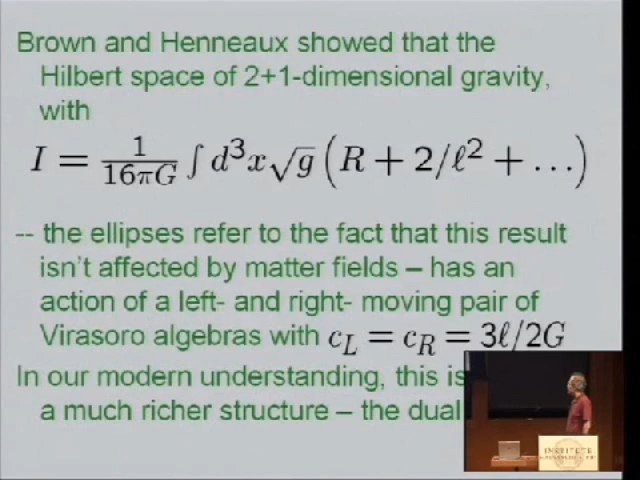 Brown and Henneaux showed that the
Hilbert space of 2+1-dimensional gravity,
with
I = 1/16πG ∫ d³x√g (R + 2/ℓ² + ...)
-- the ellipses refer to the fact that this result
isn't affected by matter fields – has an
action of a left- and right- moving pair of
Virasoro algebras with c_L = c_R = 3ℓ/2G
In our modern understanding, this is
a much richer structure – the dual
INSTITUTE